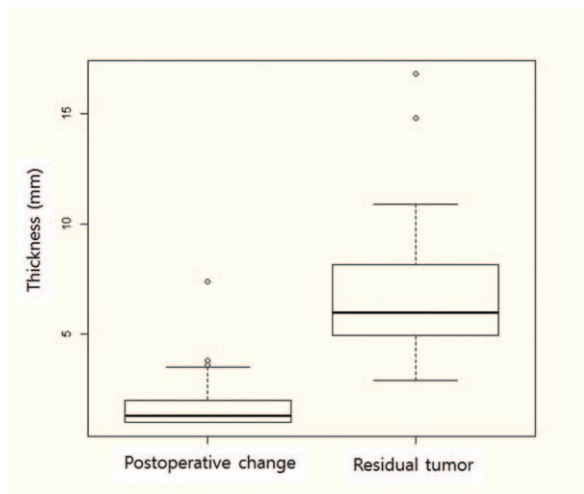 15
10
5
Thickness (mm)
Postoperative change
Residual tumor